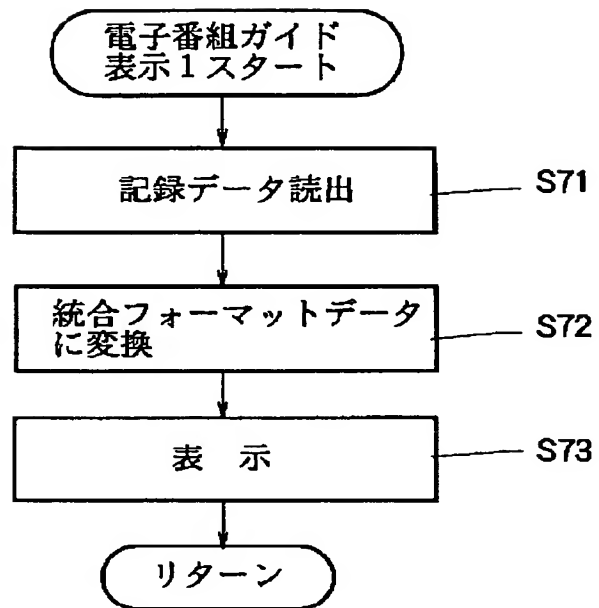 電子番組ガイド
表示1スタート
記録データ読出
S71
統合フォーマットデータ
に変換
S72
表 示
S73
リターン